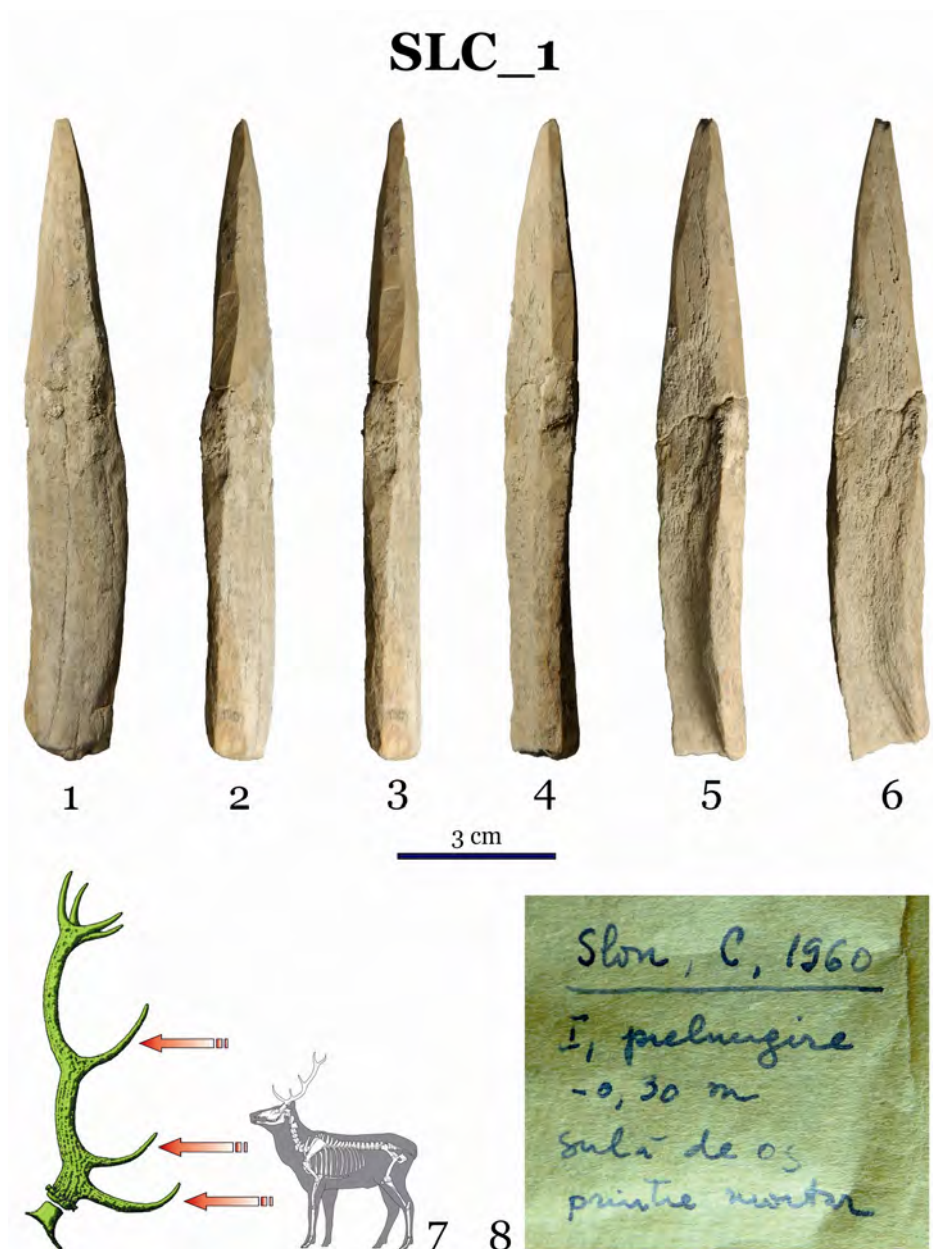 SLC_1
1 2 3 4 5 6
3 cm
7 8
Slon, C, 1960
I, prelungire
-0,30 m
sulă de os
printre mortar